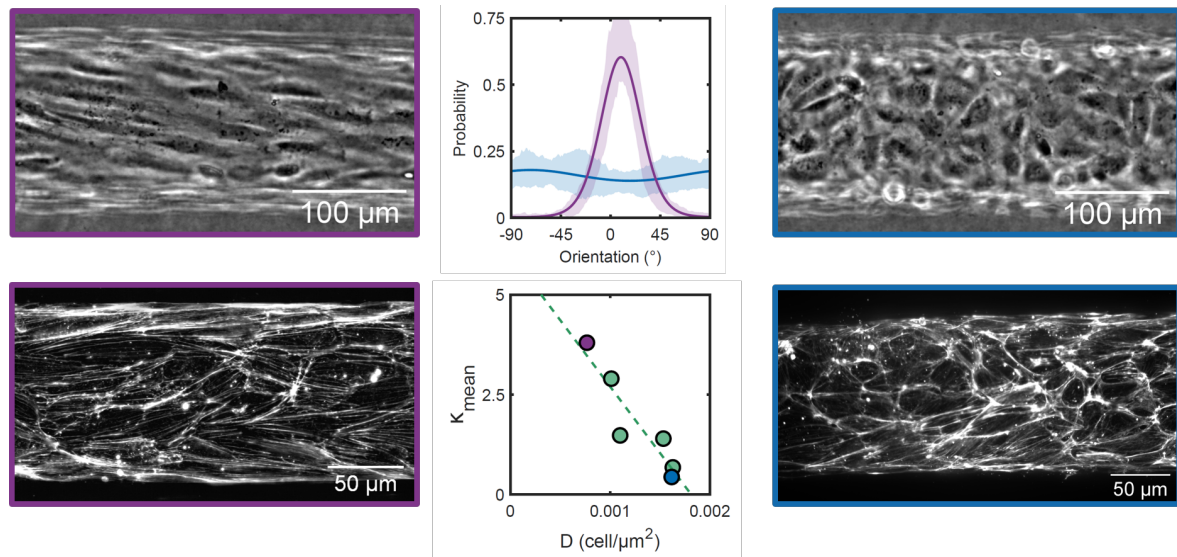 100 µm
0.75
0.5
0.25
0
Probability
-90 -45 0 45 90
Orientation (°)
100 µm
50 µm
5
2.5
0
K_mean
0 0.001 0.002
D (cell/µm²)
50 µm